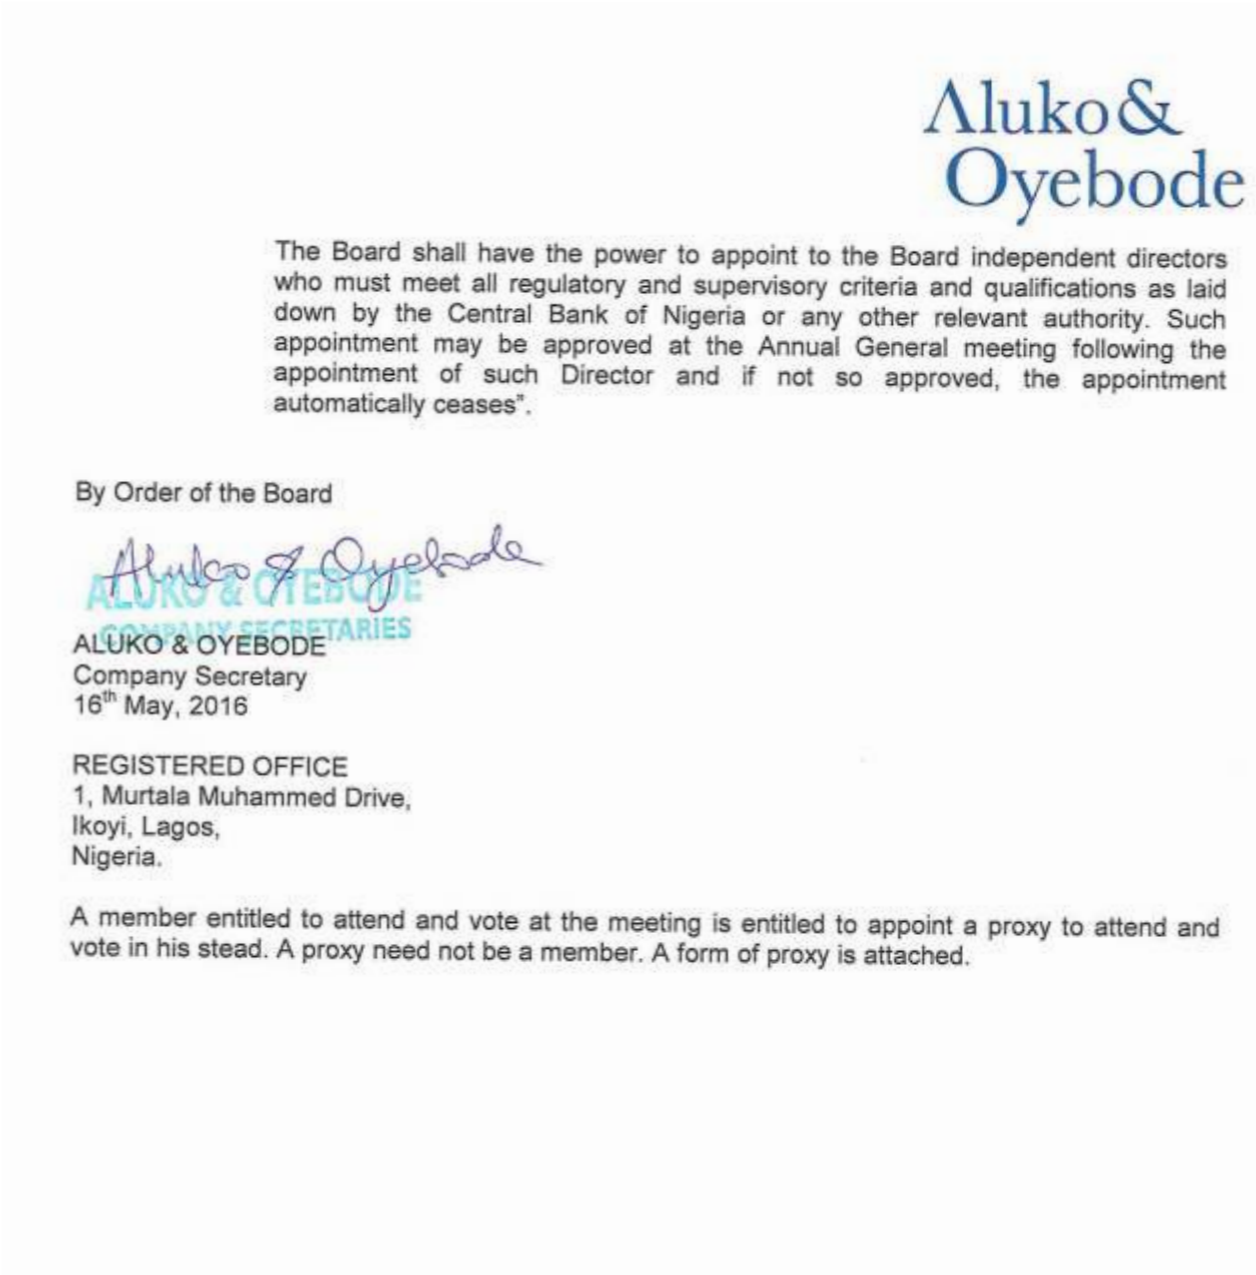 Aluko &
Oyebode
The Board shall have the power to appoint to the Board independent directors
who must meet all regulatory and supervisory criteria and qualifications as laid
down by the Central Bank of Nigeria or any other relevant authority. Such
appointment may be approved at the Annual General meeting following the
appointment of such Director and if not so approved, the appointment
automatically ceases”.
By Order of the Board
Aluko & Oyebode
ALUKO & OYEBODE
COMPANY SECRETARIES
ALUKO & OYEBODE
Company Secretary
16th May, 2016
REGISTERED OFFICE
1, Murtala Muhammed Drive,
Ikoyi, Lagos,
Nigeria.
A member entitled to attend and vote at the meeting is entitled to appoint a proxy to attend and
vote in his stead. A proxy need not be a member. A form of proxy is attached.